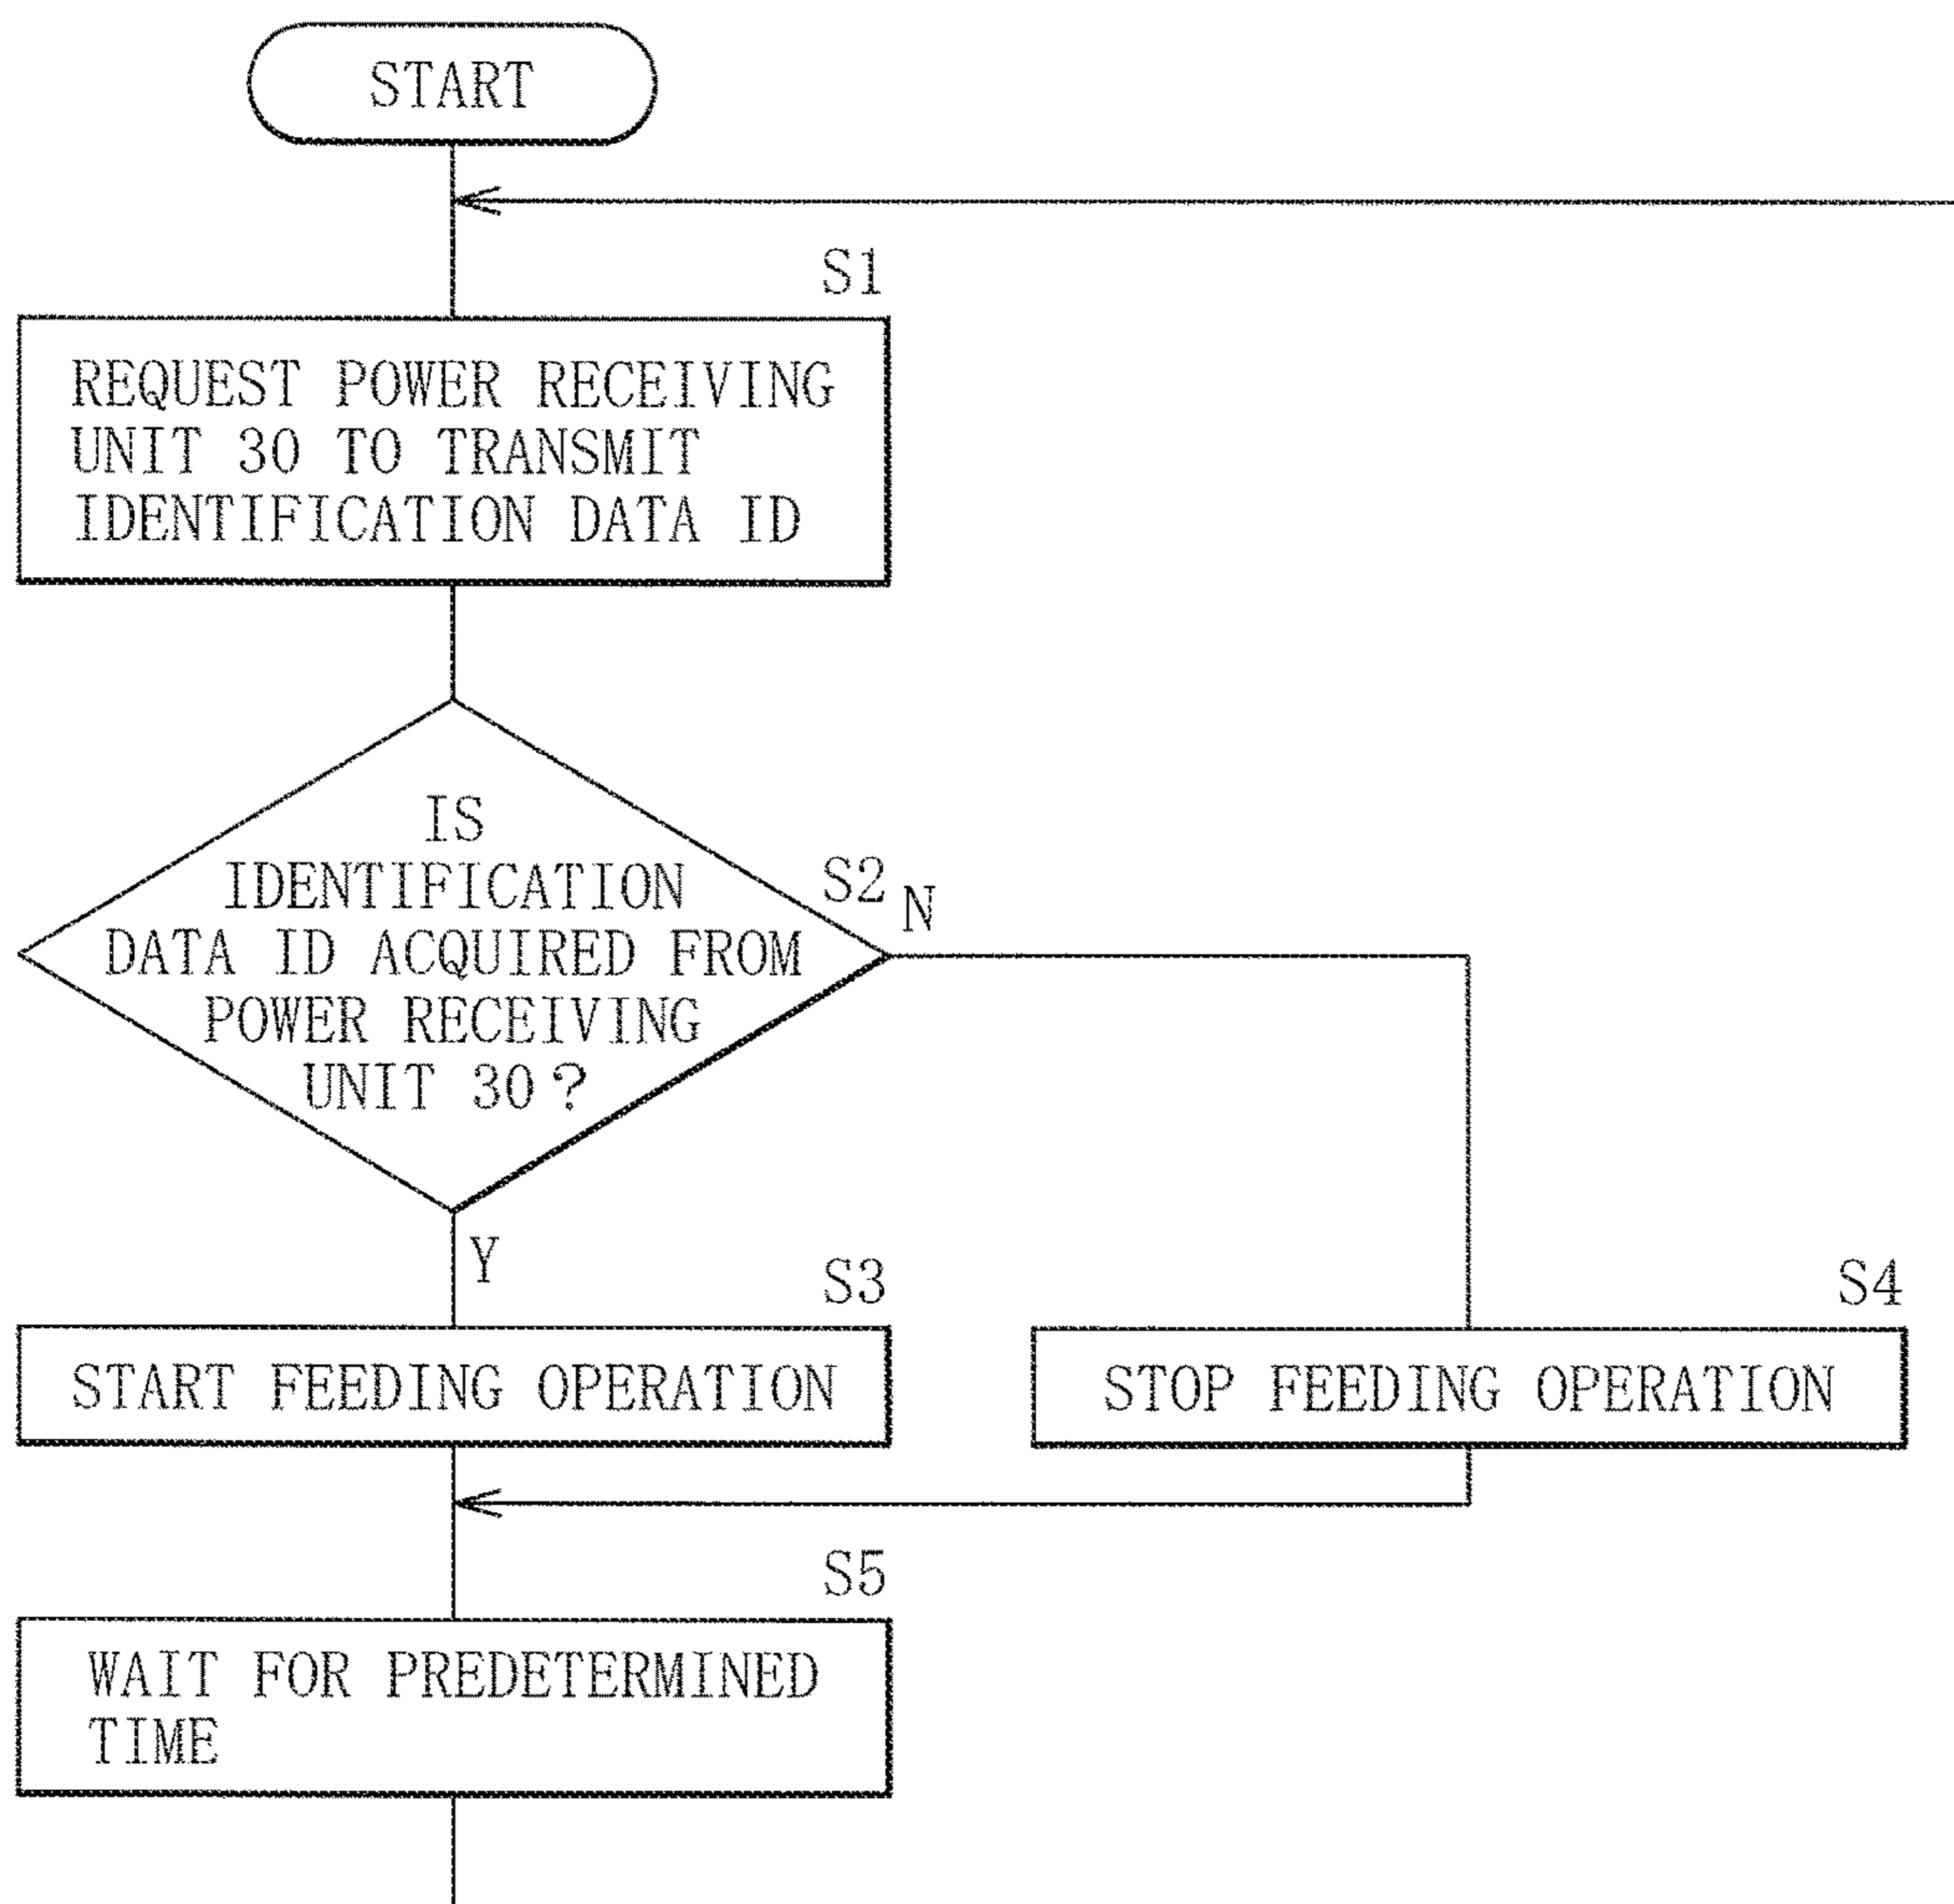 START
S1
REQUEST POWER RECEIVING
UNIT 30 TO TRANSMIT
IDENTIFICATION DATA ID
IS
IDENTIFICATION
DATA ID ACQUIRED FROM
POWER RECEIVING
UNIT 30?
S2
N
Y
S3
START FEEDING OPERATION
S4
STOP FEEDING OPERATION
S5
WAIT FOR PREDETERMINED
TIME